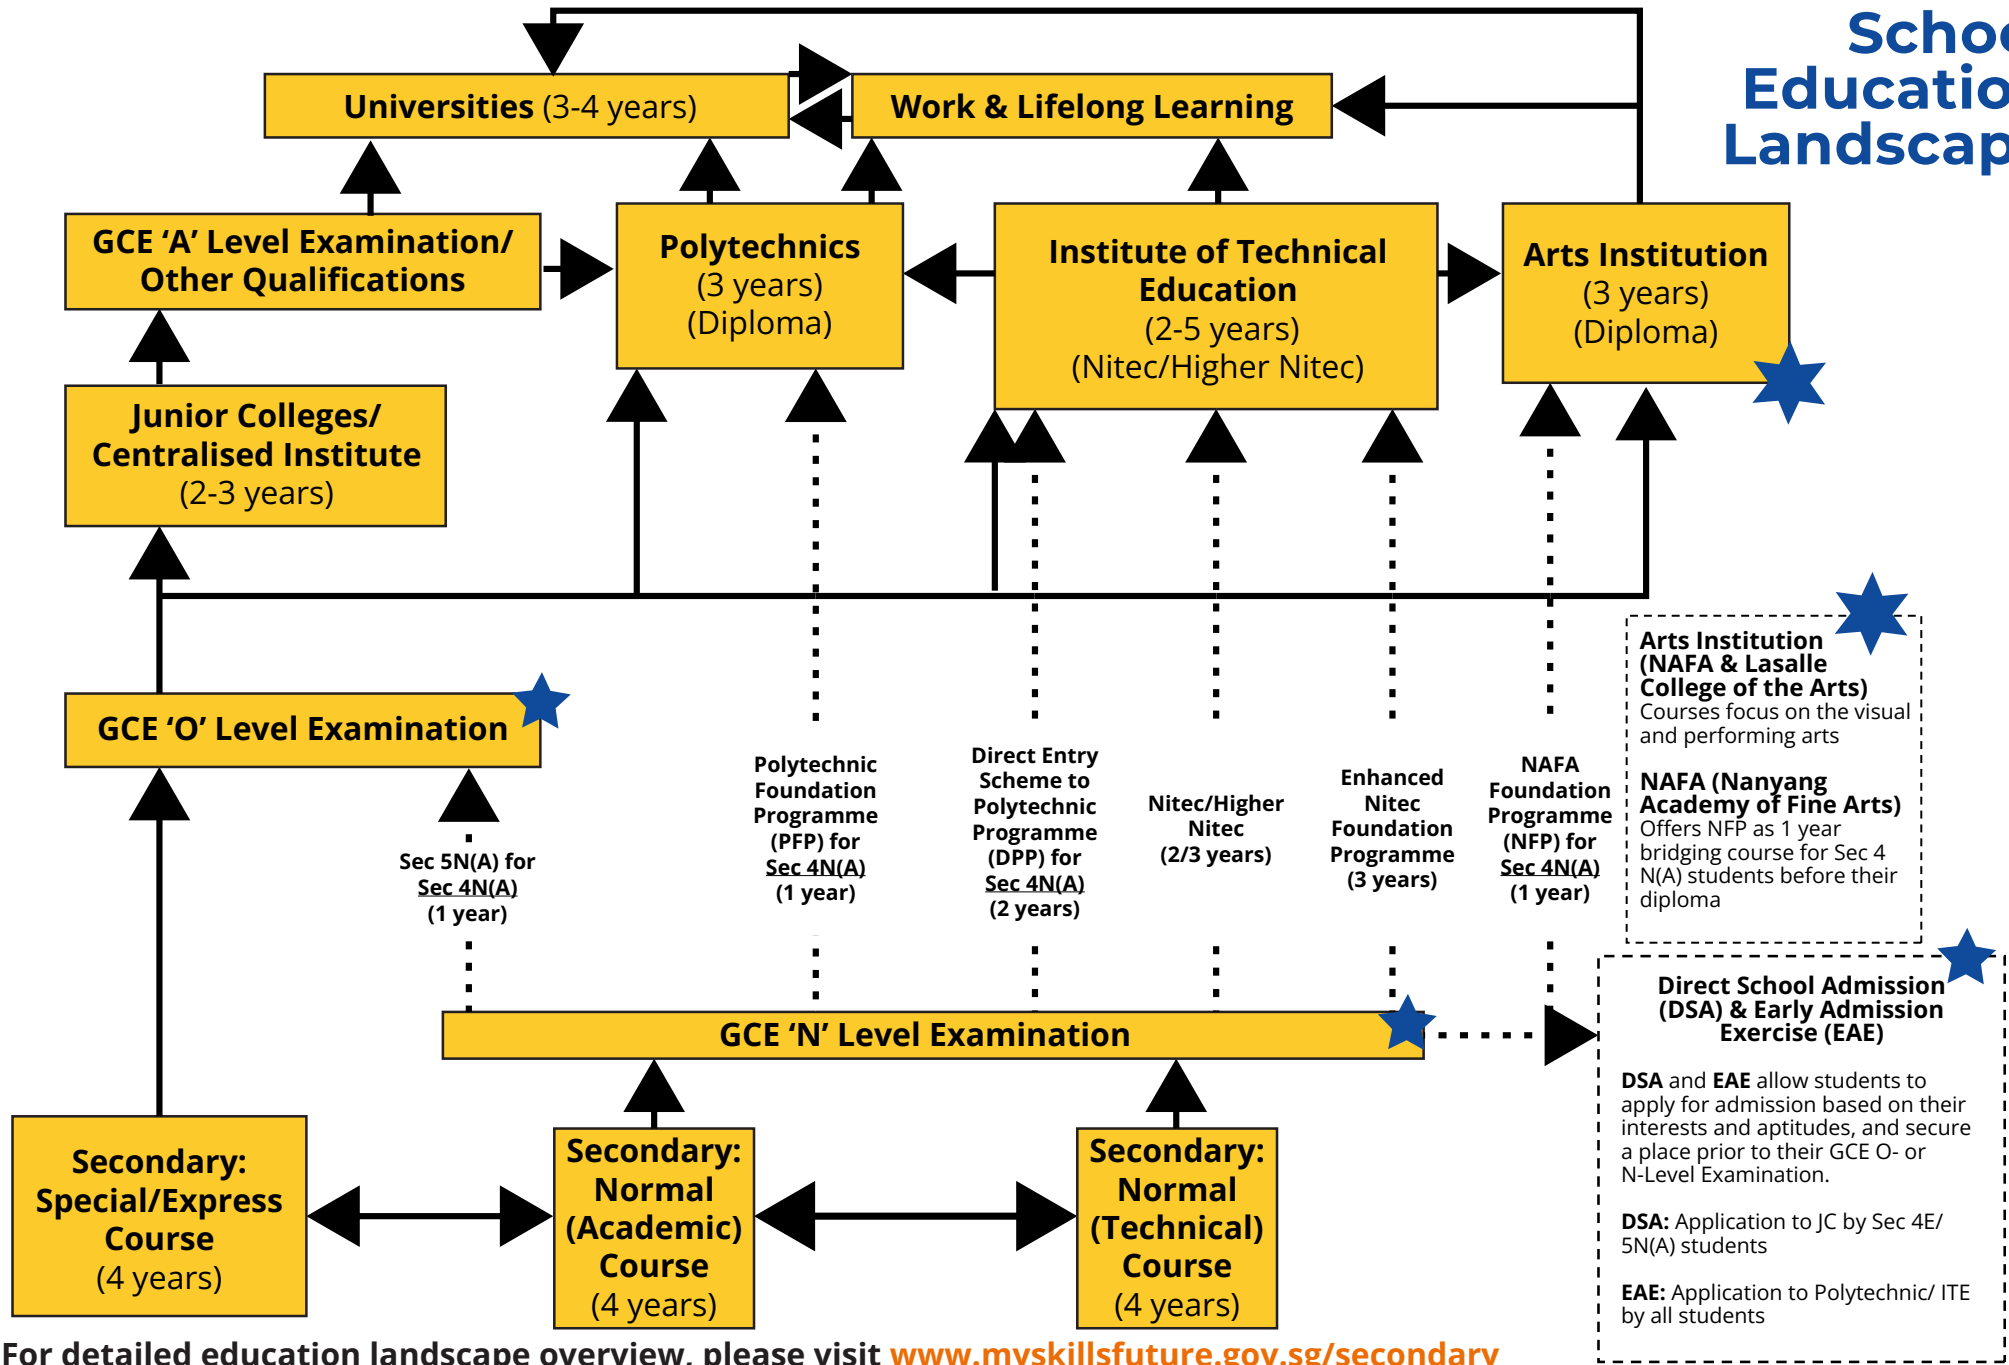 Schoo
Educatio
Landscap
Universities (3-4 years)
Work & Lifelong Learning
GCE ‘A’ Level Examination/
Other Qualifications
Polytechnics
(3 years)
(Diploma)
Institute of Technical
Education
(2-5 years)
(Nitec/Higher Nitec)
Arts Institution
(3 years)
(Diploma)
Junior Colleges/
Centralised Institute
(2-3 years)
GCE ‘O’ Level Examination
Sec 5N(A) for
Sec 4N(A)
(1 year)
Polytechnic
Foundation
Programme
(PFP) for
Sec 4N(A)
(1 year)
Direct Entry
Scheme to
Polytechnic
Programme
(DPP) for
Sec 4N(A)
(2 years)
Nitec/Higher
Nitec
(2/3 years)
Enhanced
Nitec
Foundation
Programme
(3 years)
NAFA
Foundation
Programme
(NFP) for
Sec 4N(A)
(1 year)
Arts Institution
(NAFA & Lasalle
College of the Arts)
Courses focus on the visual
and performing arts
NAFA (Nanyang
Academy of Fine Arts)
Offers NFP as 1 year
bridging course for Sec 4
N(A) students before their
diploma
GCE ‘N’ Level Examination
Direct School Admission
(DSA) & Early Admission
Exercise (EAE)
DSA and EAE allow students to
apply for admission based on their
interests and aptitudes, and secure
a place prior to their GCE O- or
N-Level Examination.
DSA: Application to JC by Sec 4E/
5N(A) students
EAE: Application to Polytechnic/ ITE
by all students
Secondary:
Special/Express
Course
(4 years)
Secondary:
Normal
(Academic)
Course
(4 years)
Secondary:
Normal
(Technical)
Course
(4 years)
For detailed education landscape overview, please visit www.myskillsfuture.gov.sg/secondary